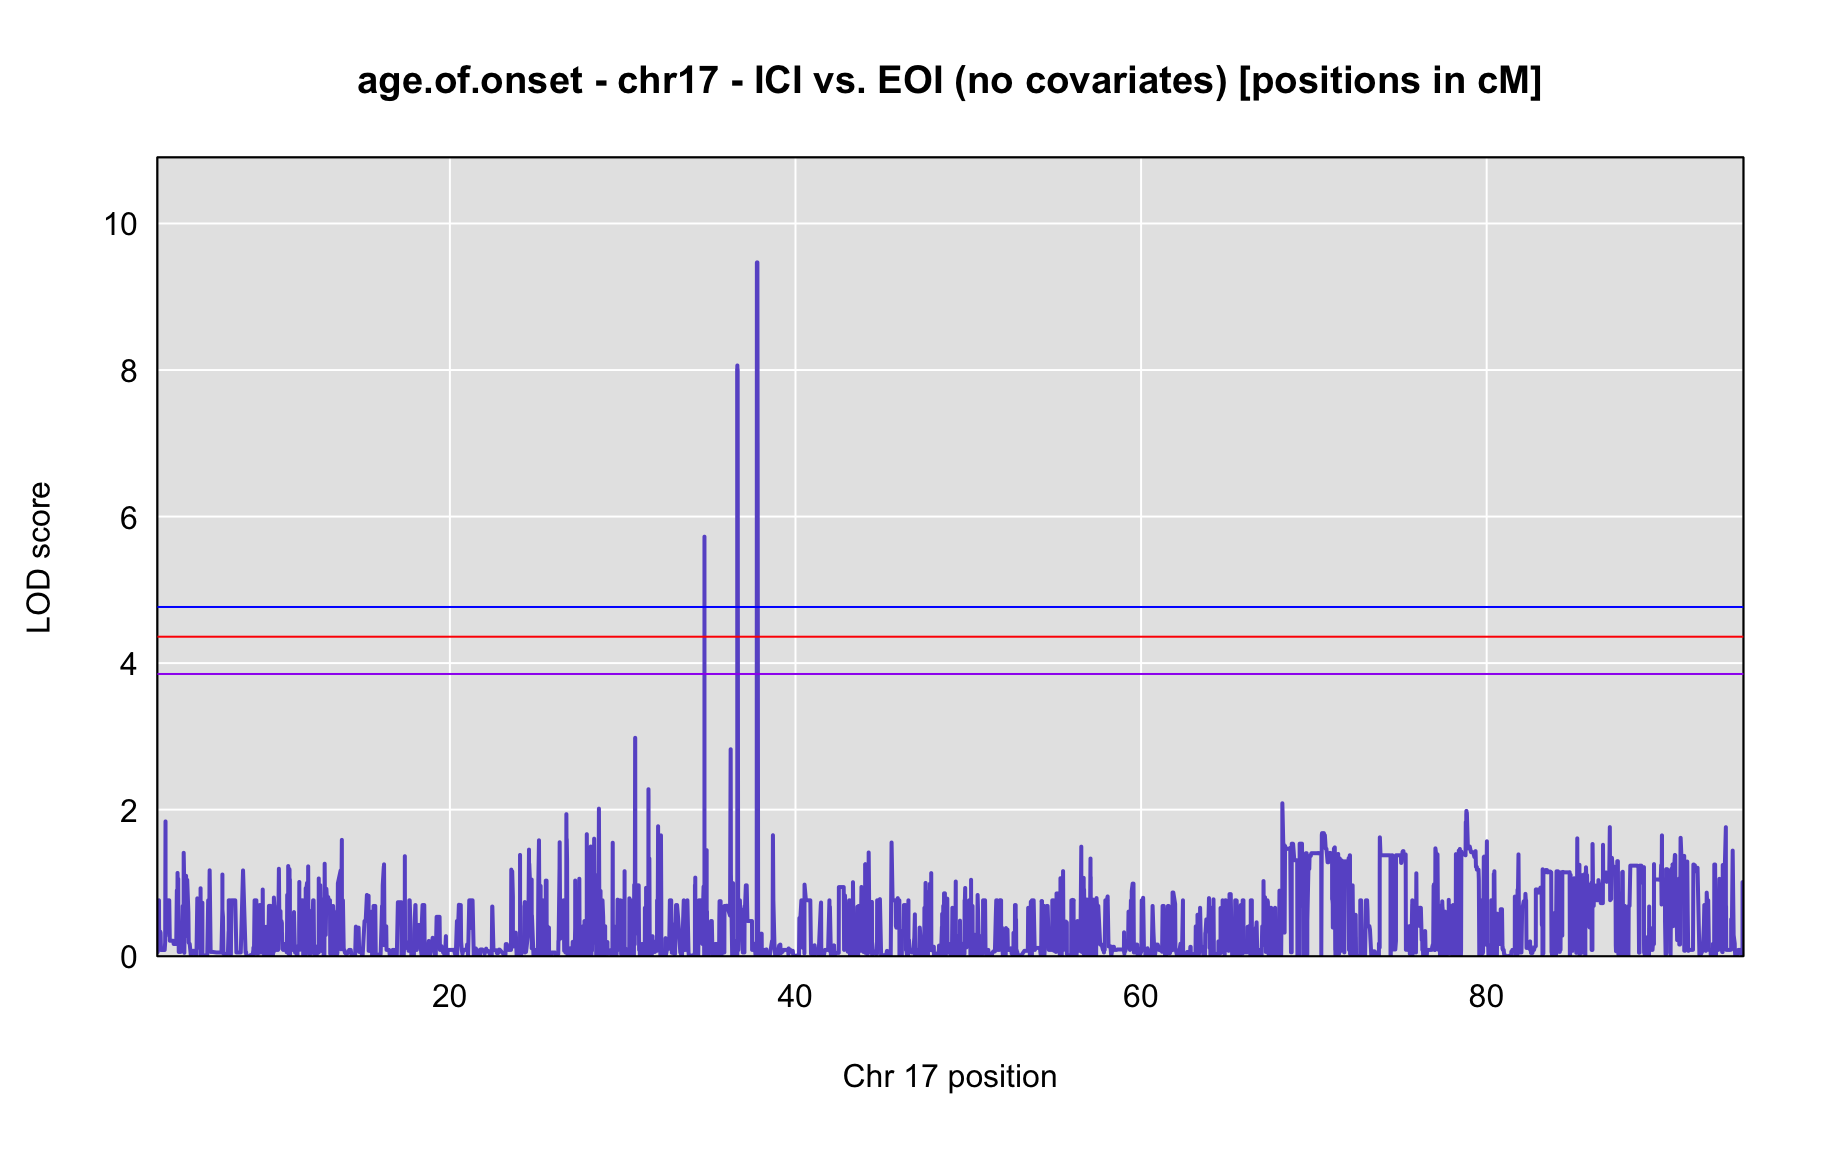 age.of.onset - chr17 - ICI vs. EOI (no covariates) [positions in cM]
10
8
6
4
2
0
LOD score
20 40 60 80
Chr 17 position